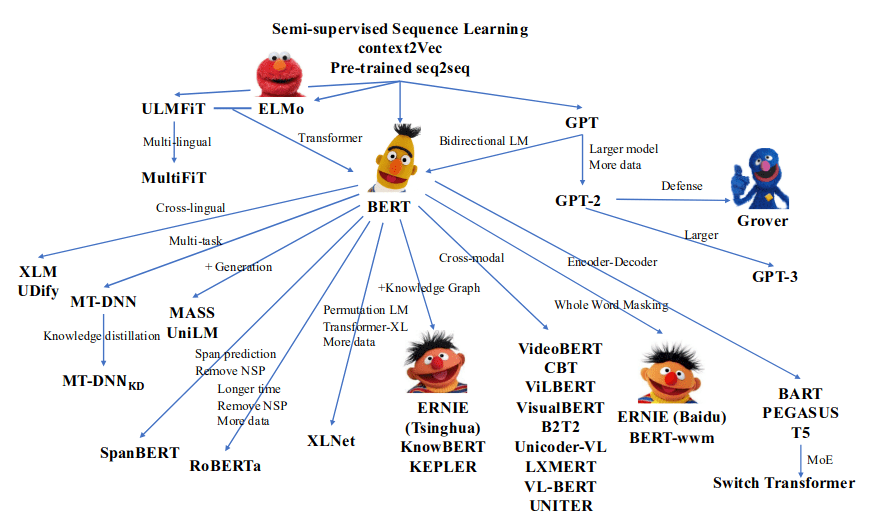 Semi-supervised Sequence Learning
context2Vec
Pre-trained seq2seq
ULMFiT
ELMo
GPT
Multi-lingual
Transformer
Bidirectional LM
Larger model
More data
MultiFiT
Defense
BERT
GPT-2
Grover
Cross-lingual
Multi-task
+ Generation
Larger
Cross-modal
Encoder-Decoder
GPT-3
XLM
UDify
MT-DNN
MASS
UniLM
+Knowledge Graph
Whole Word Masking
Permutation LM
Transformer-XL
More data
Knowledge distillation
Span prediction
Remove NSP
Longer time
Remove NSP
More data
MT-DNNKD
VideoBERT
CBT
ViLBERT
VisualBERT
B2T2
Unicoder-VL
LXMERT
VL-BERT
UNITER
ERNIE
(Tsinghua)
KnowBERT
KEPLER
ERNIE (Baidu)
BERT-wwm
BART
PEGASUS
T5
SpanBERT
RoBERTa
XLNet
MoE
Switch Transformer